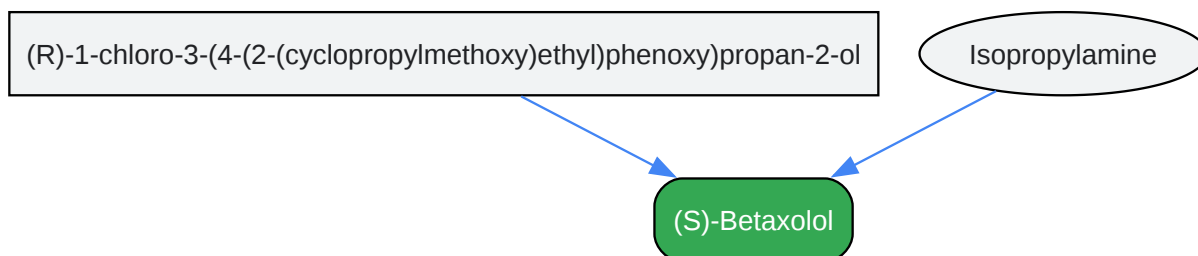 (R)-1-chloro-3-(4-(2-(cyclopropylmethoxy)ethyl)phenoxy)propan-2-ol
Isopropylamine
(S)-Betaxolol